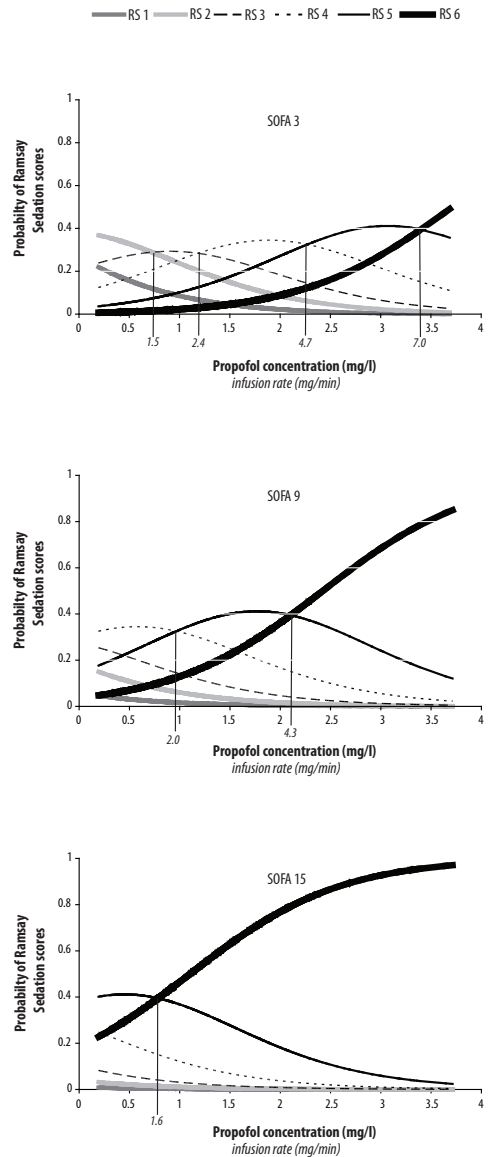 RS 1 RS 2 RS 3 RS 4 RS 5 RS 6
SOFA 3
Probabilty of Ramsay
Sedation scores
1
0.8
0.6
0.4
0.2
0
0 0.5 1 1.5 2 2.5 3 3.5 4
1.5 2.4 4.7 7.0
Propofol concentration (mg/l)
infusion rate (mg/min)
SOFA 9
Probabilty of Ramsay
Sedation scores
1
0.8
0.6
0.4
0.2
0
0 0.5 1 1.5 2 2.5 3 3.5 4
2.0 4.3
Propofol concentration (mg/l)
infusion rate (mg/min)
SOFA 15
Probabilty of Ramsay
Sedation scores
1
0.8
0.6
0.4
0.2
0
0 0.5 1 1.5 2 2.5 3 3.5 4
1.6
Propofol concentration (mg/l)
infusion rate (mg/min)